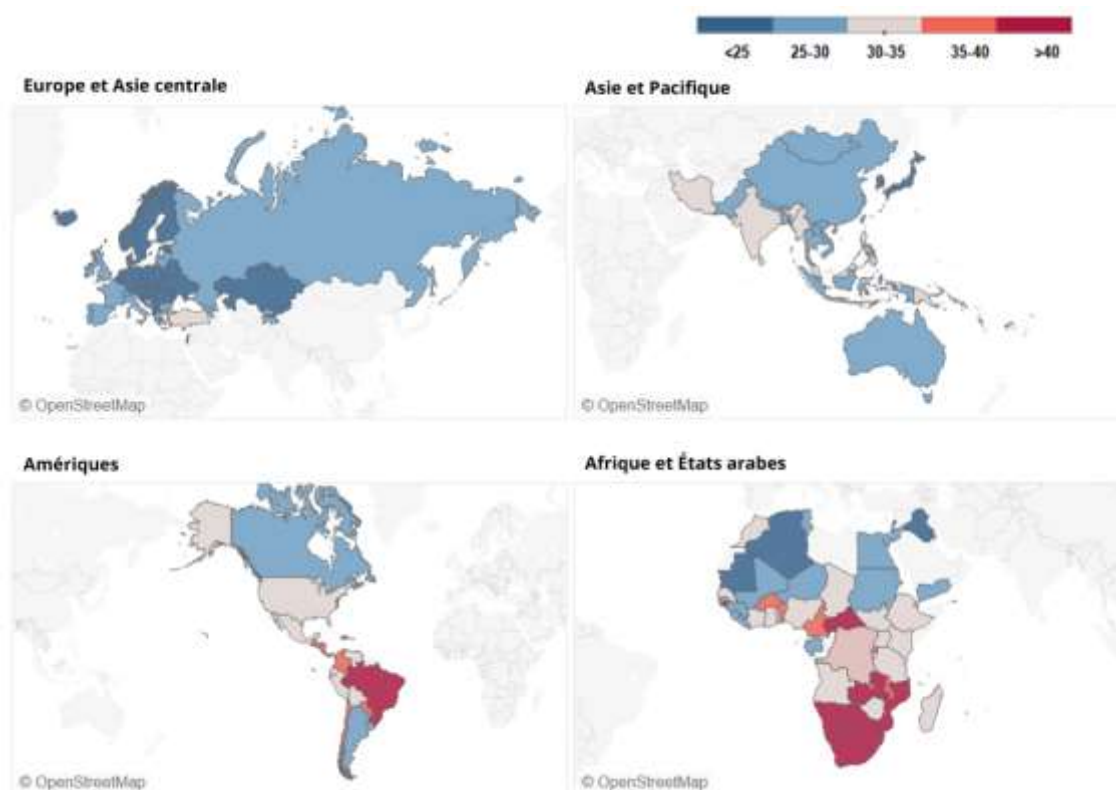 <25 25-30 30-35 35-40 >40
Europe et Asie centrale
Asie et Pacifique
© OpenStreetMap
© OpenStreetMap
Amériques
Afrique et États arabes
© OpenStreetMap
© OpenStreetMap